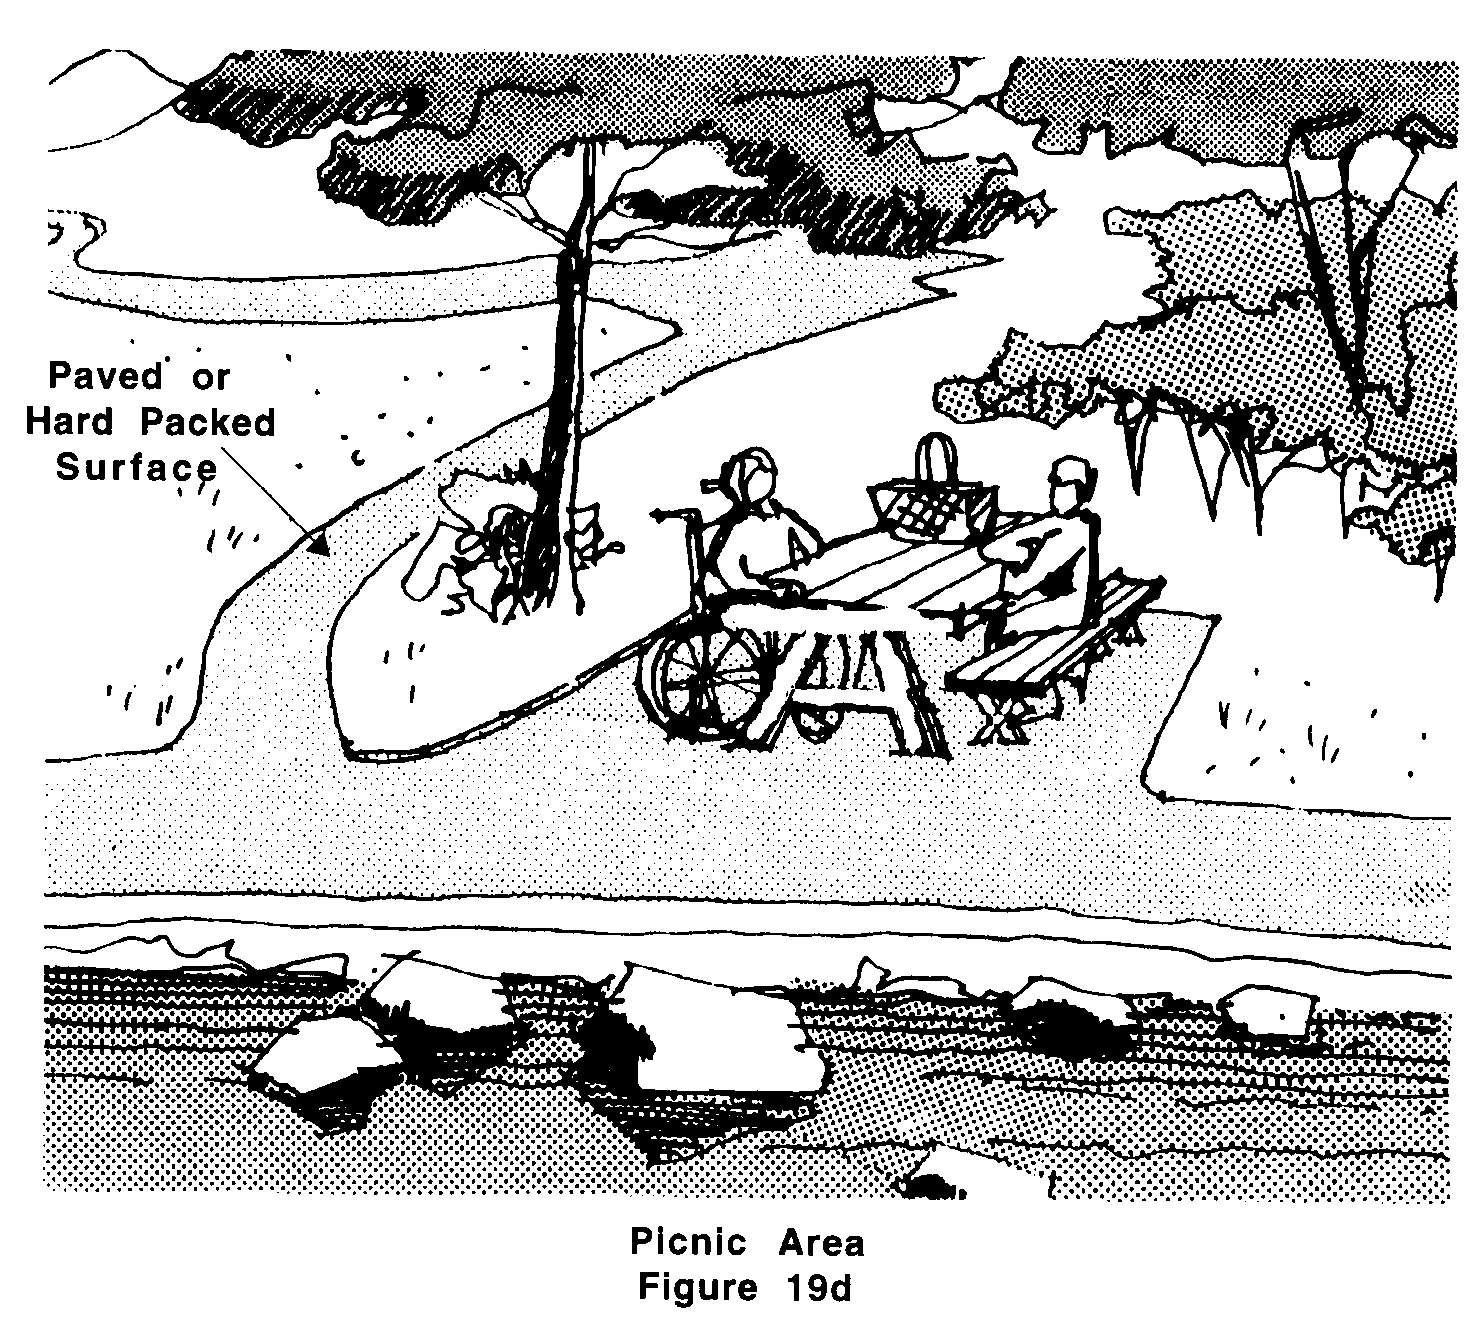 Paved or
Hard Packed
Surface
Picnic Area
Figure 19d